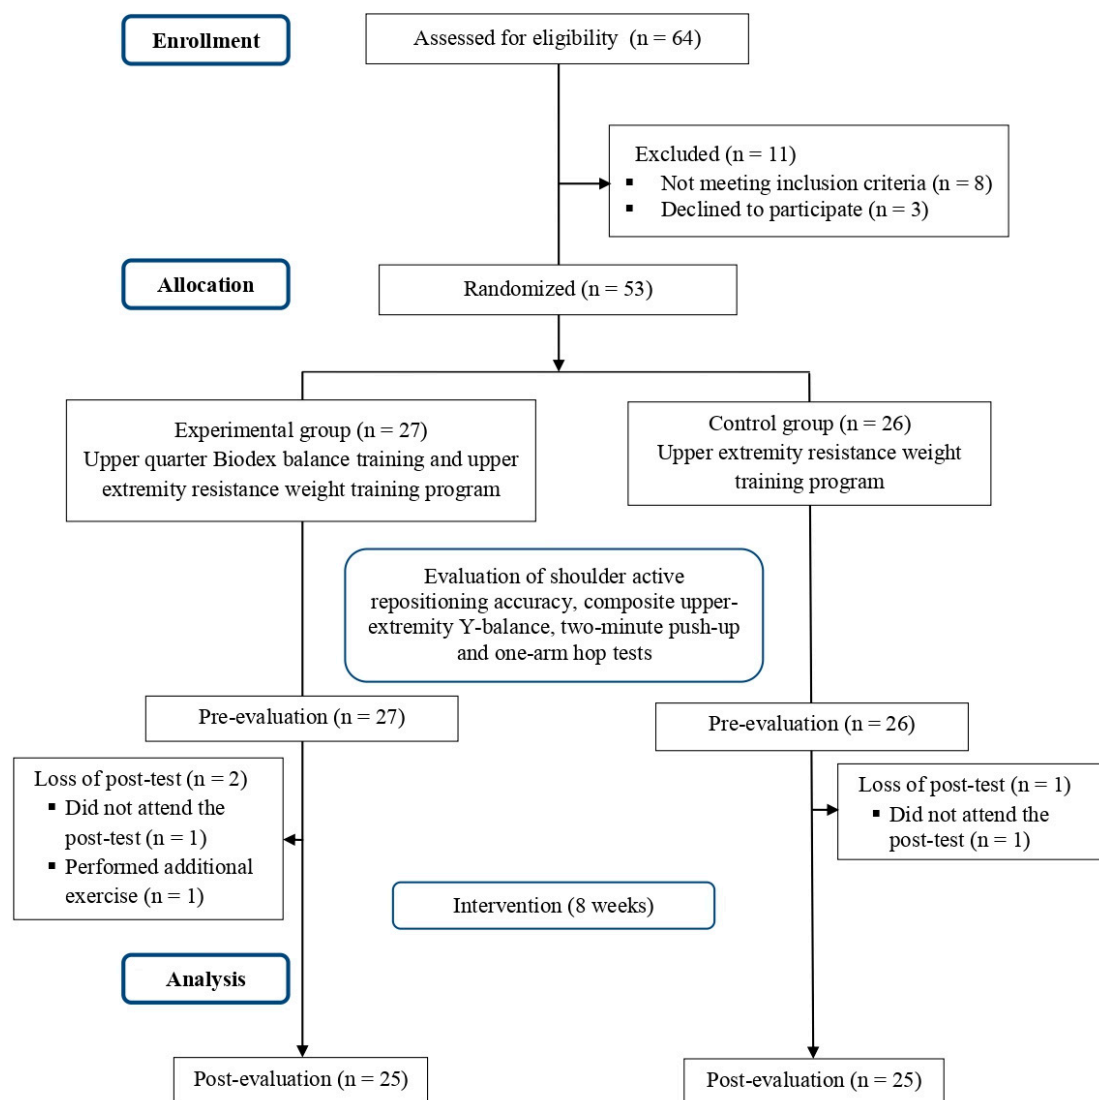 Enrollment
Assessed for eligibility (n = 64)
Excluded (n = 11)
▪ Not meeting inclusion criteria (n = 8)
▪ Declined to participate (n = 3)
Allocation
Randomized (n = 53)
Experimental group (n = 27)
Upper quarter Biodex balance training and upper
extremity resistance weight training program
Control group (n = 26)
Upper extremity resistance weight
training program
Evaluation of shoulder active
repositioning accuracy, composite upper-
extremity Y-balance, two-minute push-up
and one-arm hop tests
Pre-evaluation (n = 27)
Pre-evaluation (n = 26)
Loss of post-test (n = 2)
▪ Did not attend the
post-test (n = 1)
▪ Performed additional
exercise (n = 1)
Loss of post-test (n = 1)
▪ Did not attend the
post-test (n = 1)
Intervention (8 weeks)
Analysis
Post-evaluation (n = 25)
Post-evaluation (n = 25)